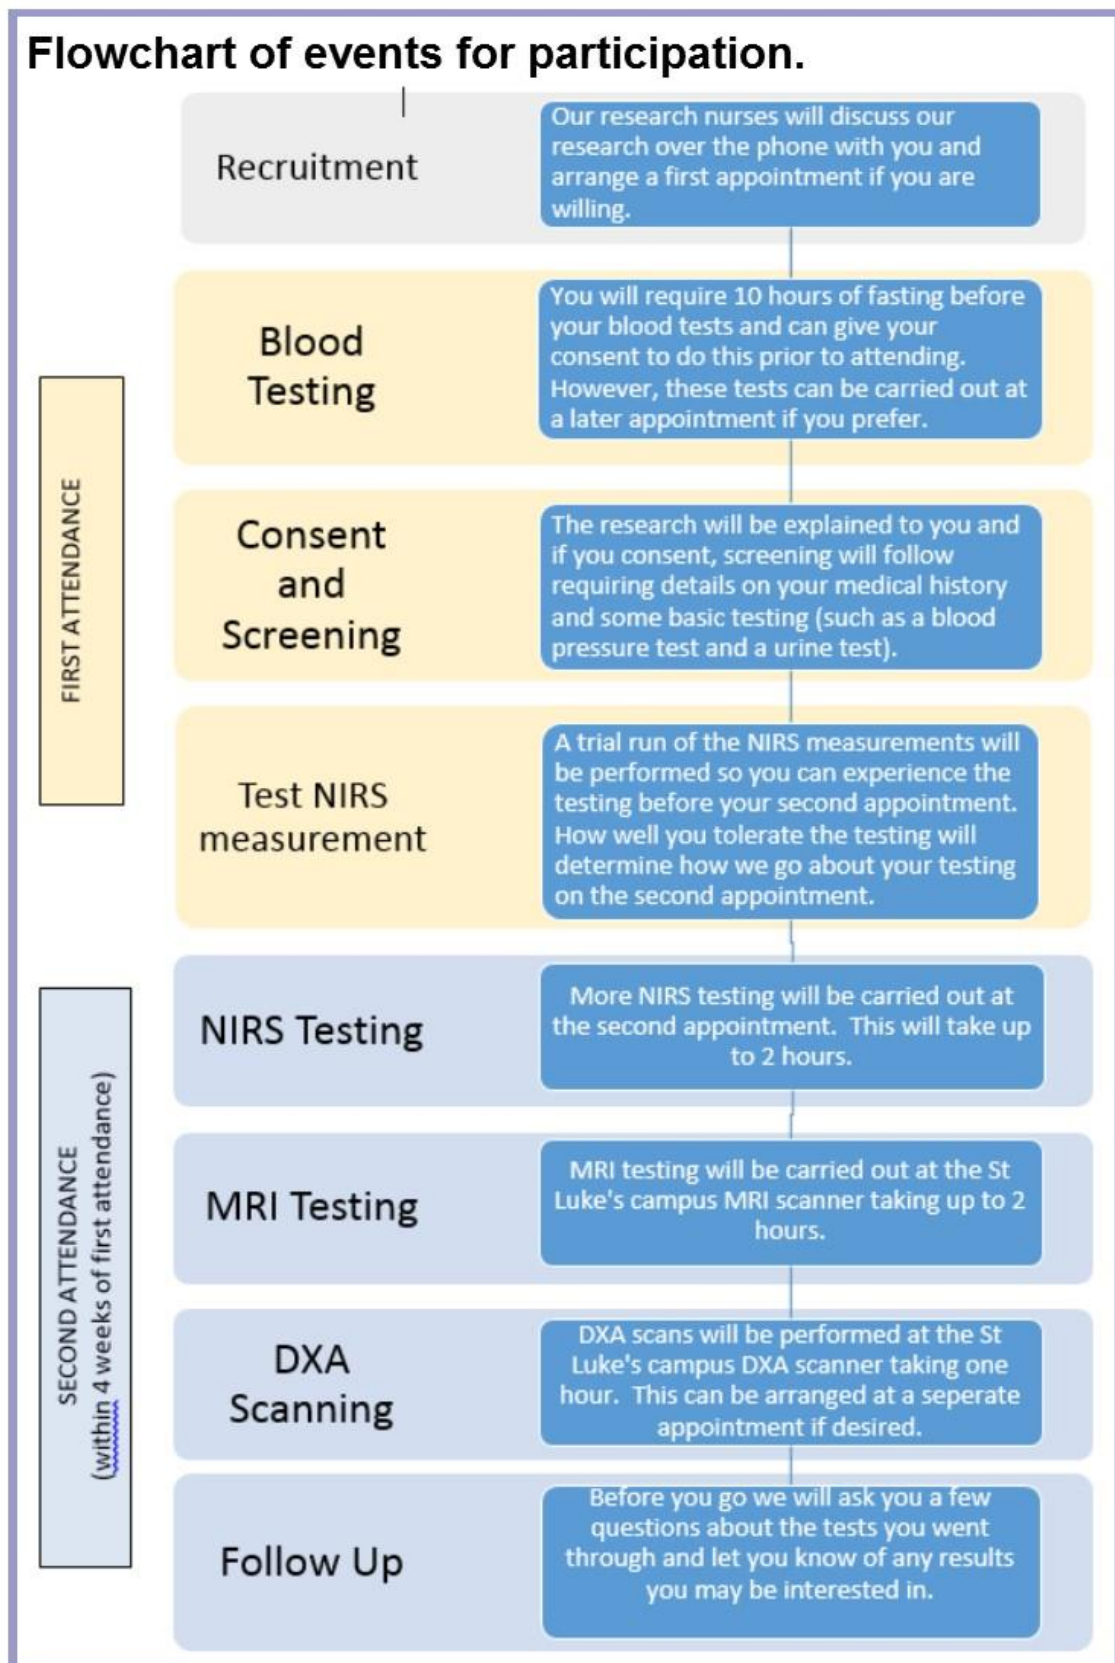 Flowchart of events for participation.
Recruitment
Our research nurses will discuss our
research over the phone with you and
arrange a first appointment if you are
willing.
FIRST ATTENDANCE
Blood
Testing
You will require 10 hours of fasting before
your blood tests and can give your
consent to do this prior to attending.
However, these tests can be carried out at
a later appointment if you prefer.
Consent
and
Screening
The research will be explained to you and
if you consent, screening will follow
requiring details on your medical history
and some basic testing (such as a blood
pressure test and a urine test).
Test NIRS
measurement
A trial run of the NIRS measurements will
be performed so you can experience the
testing before your second appointment.
How well you tolerate the testing will
determine how we go about your testing
on the second appointment.
SECOND ATTENDANCE
(within 4 weeks of first attendance)
NIRS Testing
More NIRS testing will be carried out at
the second appointment.  This will take up
to 2 hours.
MRI Testing
MRI testing will be carried out at the St
Luke's campus MRI scanner taking up to 2
hours.
DXA
Scanning
DXA scans will be performed at the St
Luke's campus DXA scanner taking one
hour.  This can be arranged at a seperate
appointment if desired.
Follow Up
Before you go we will ask you a few
questions about the tests you went
through and let you know of any results
you may be interested in.